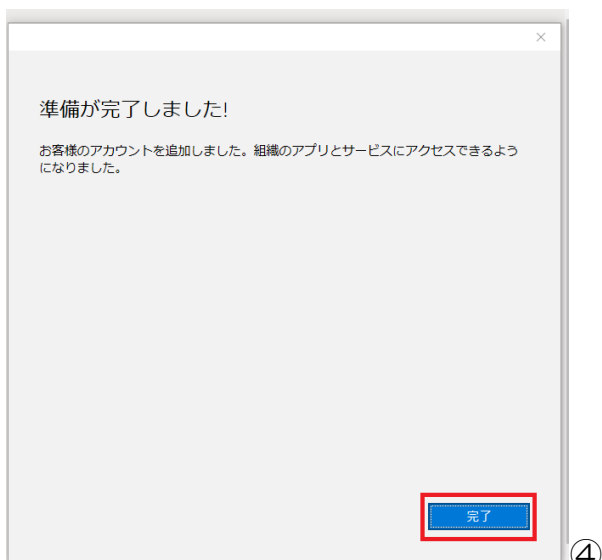 準備が完了しました!
お客様のアカウントを追加しました。組織のアプリとサービスにアクセスできるよう
になりました。
完了
④